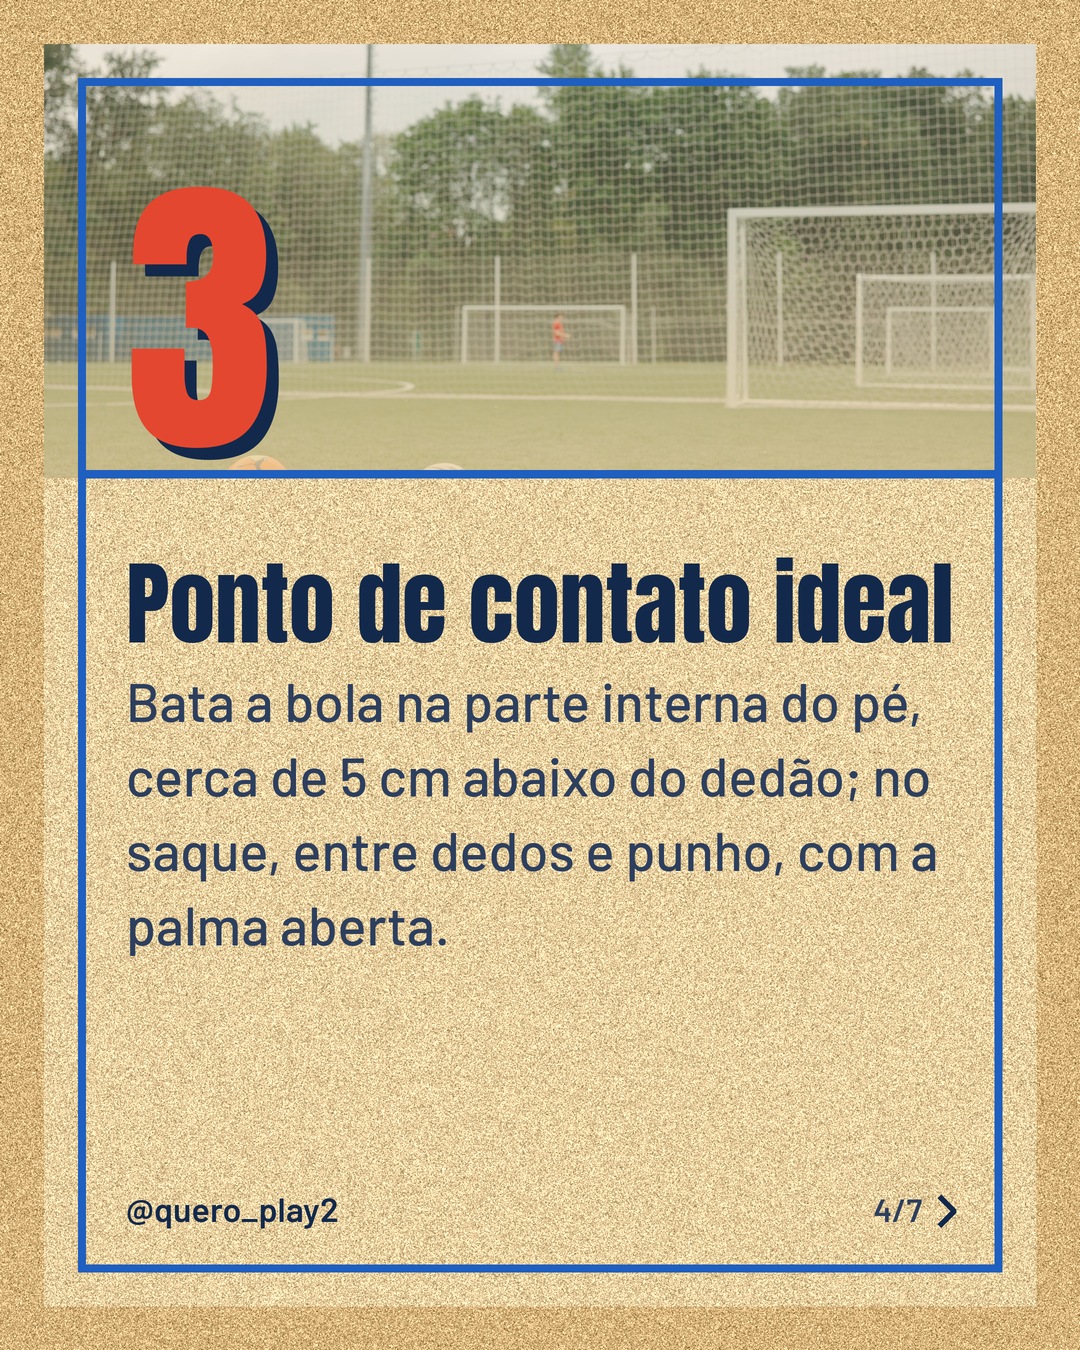 3
Ponto de contato ideal
Bata a bola na parte interna do pé,
cerca de 5 cm abaixo do dedão; no
saque, entre dedos e punho, com a
palma aberta.
@quero_play2
4/7